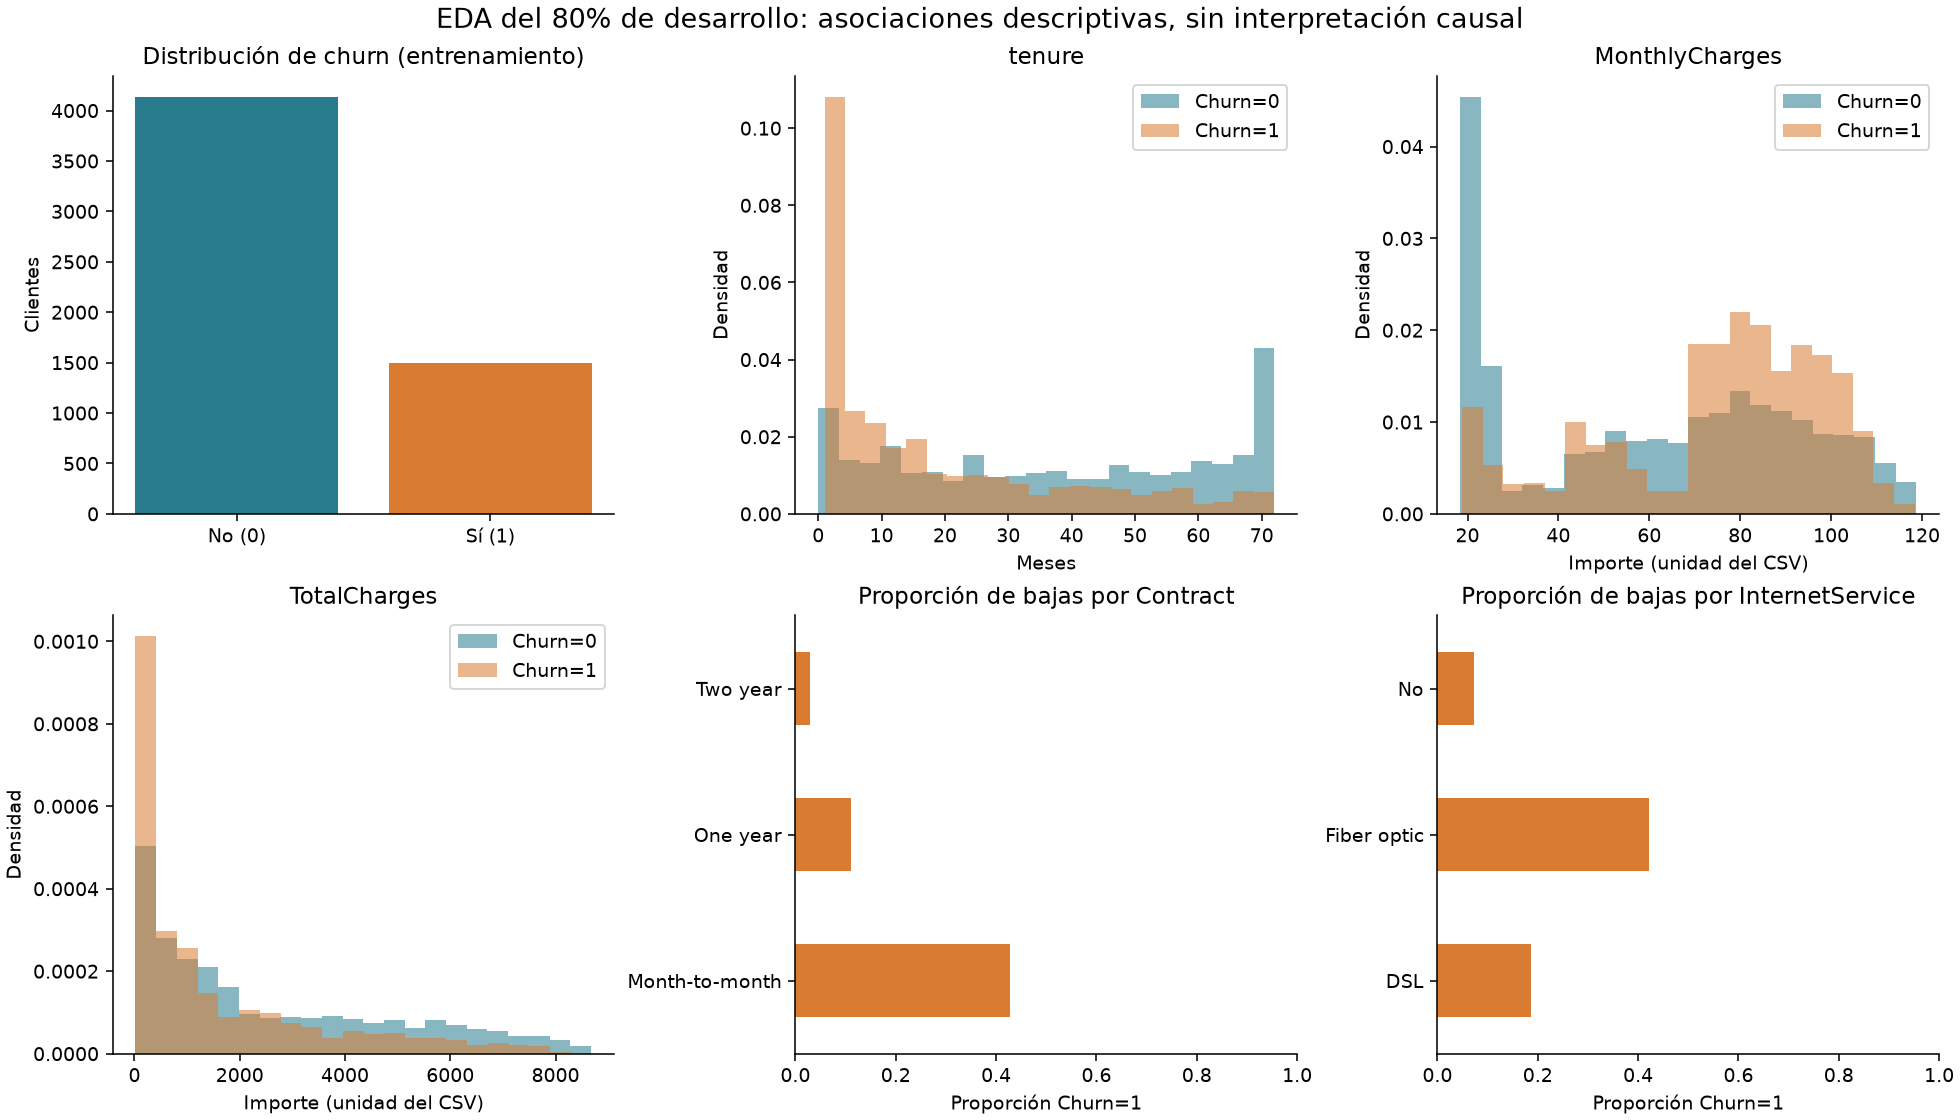 EDA del 80% de desarrollo: asociaciones descriptivas, sin interpretación causal
Distribución de churn (entrenamiento)
Clientes
4000
3500
3000
2500
2000
1500
1000
500
0
No (0)
Sí (1)
tenure
Densidad
0.10
0.08
0.06
0.04
0.02
0.00
Churn=0
Churn=1
0 10 20 30 40 50 60 70
Meses
MonthlyCharges
Densidad
0.04
0.03
0.02
0.01
0.00
Churn=0
Churn=1
20 40 60 80 100 120
Importe (unidad del CSV)
TotalCharges
Densidad
0.0010
0.0008
0.0006
0.0004
0.0002
0.0000
Churn=0
Churn=1
0 2000 4000 6000 8000
Importe (unidad del CSV)
Proporción de bajas por Contract
Two year
One year
Month-to-month
0.0 0.2 0.4 0.6 0.8 1.0
Proporción Churn=1
Proporción de bajas por InternetService
No
Fiber optic
DSL
0.0 0.2 0.4 0.6 0.8 1.0
Proporción Churn=1